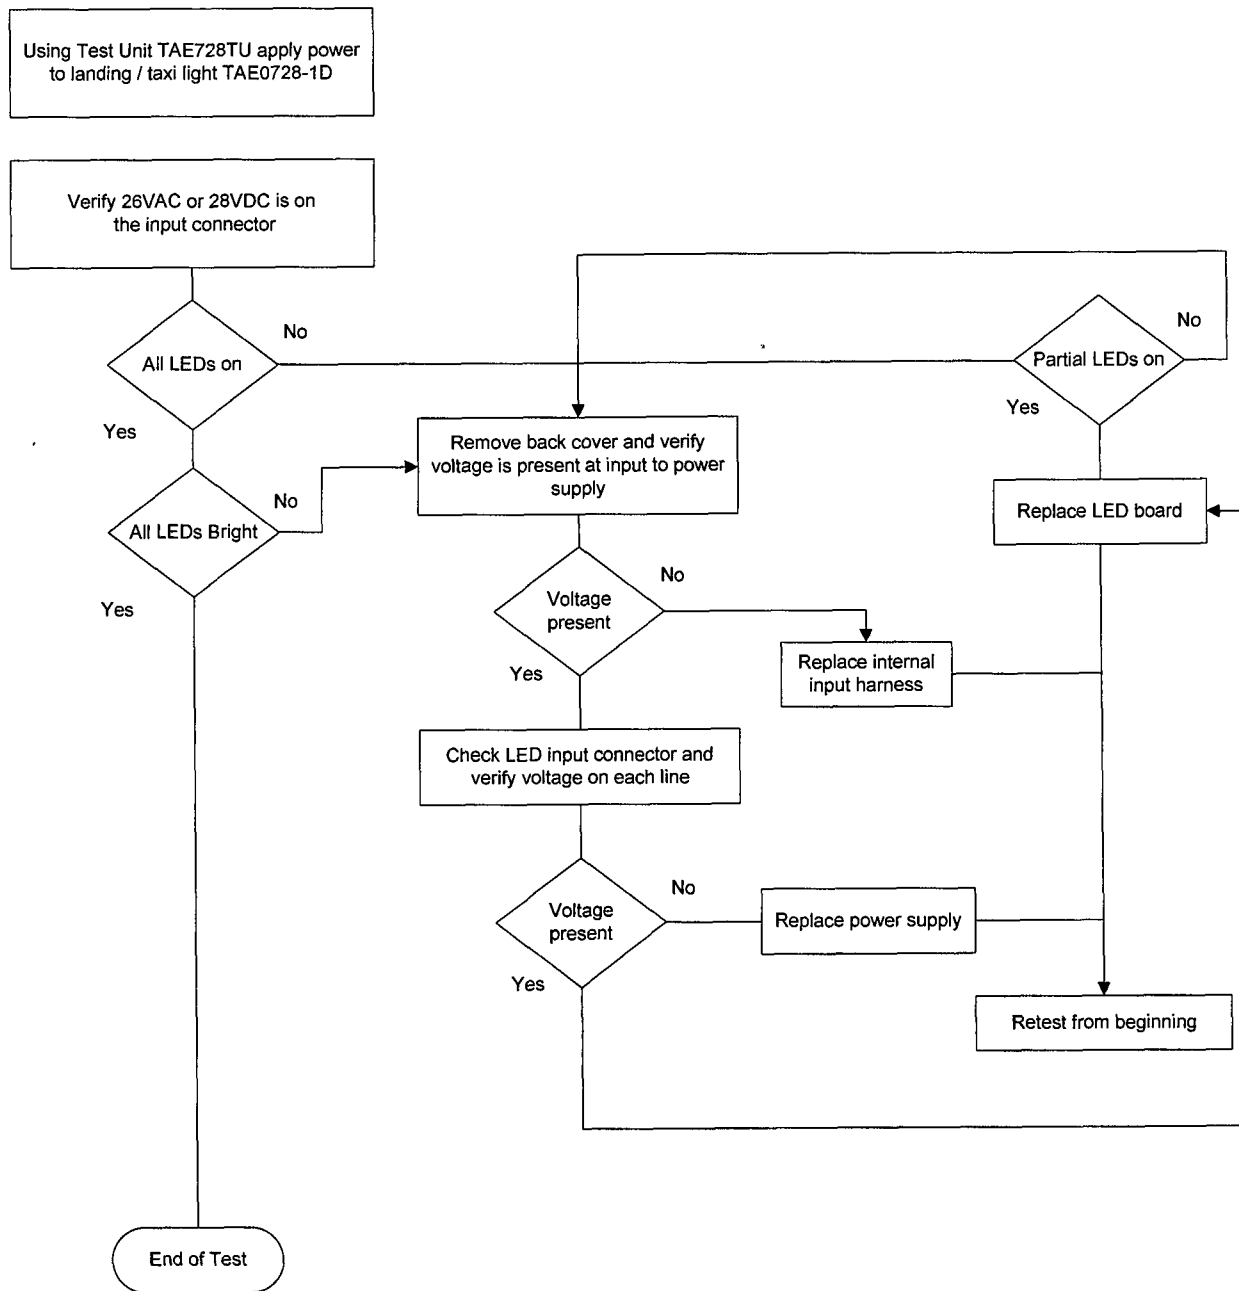 Using Test Unit TAE728TU apply power
to landing / taxi light TAE0728-1D
Verify 26VAC or 28VDC is on
the input connector
All LEDs on
No
Yes
Partial LEDs on
No
Yes
All LEDs Bright
No
Yes
Remove back cover and verify
voltage is present at input to power
supply
Replace LED board
Voltage
present
No
Yes
Replace internal
input harness
Check LED input connector and
verify voltage on each line
Voltage
present
No
Yes
Replace power supply
Retest from beginning
End of Test